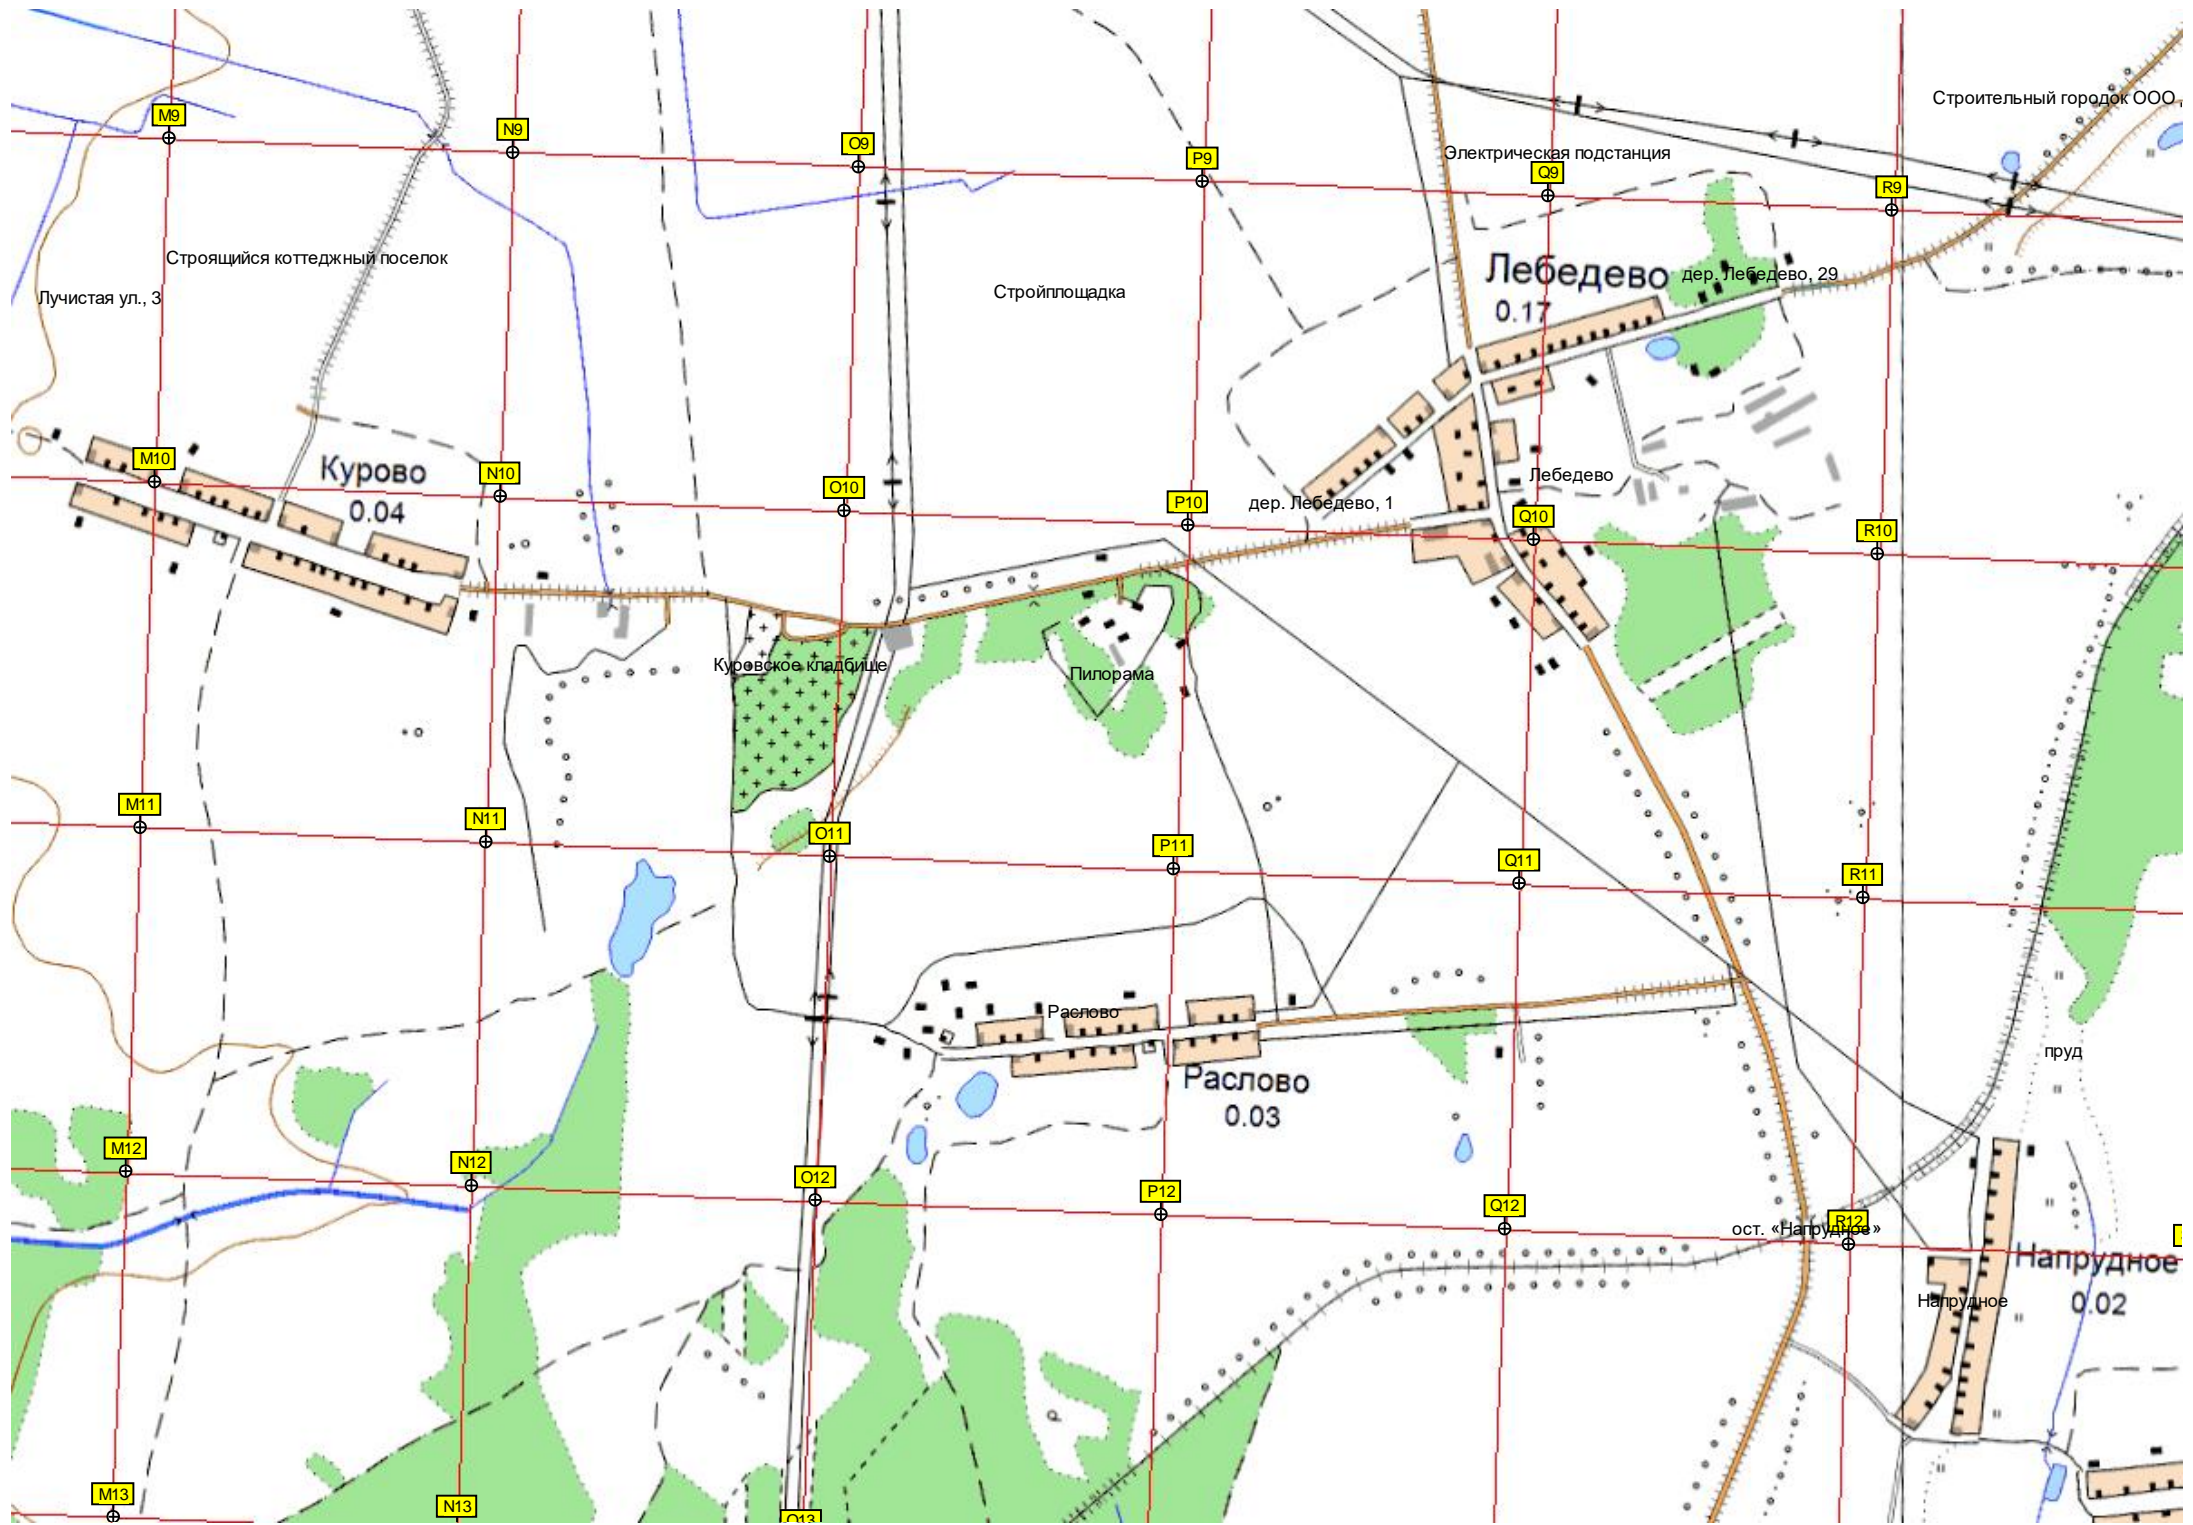 Строительный городок ООО
M9
N9
O9
P9
Электрическая подстанция
Q9
R9
Строящийся коттеджный поселок
Лучистая ул., 3
Стройплощадка
Лебедево
0.17
дер. Лебедево, 29
M10
Курово
0.04
N10
O10
P10
дер. Лебедево, 1
Лебедево
Q10
R10
Куровское кладбище
Пилорама
M11
N11
O11
P11
Q11
R11
Раслово
Раслово
0.03
пруд
M12
N12
O12
P12
Q12
R12
ост. «Напрудное»
Напрудное
0.02
Напрудное
M13
N13
O13